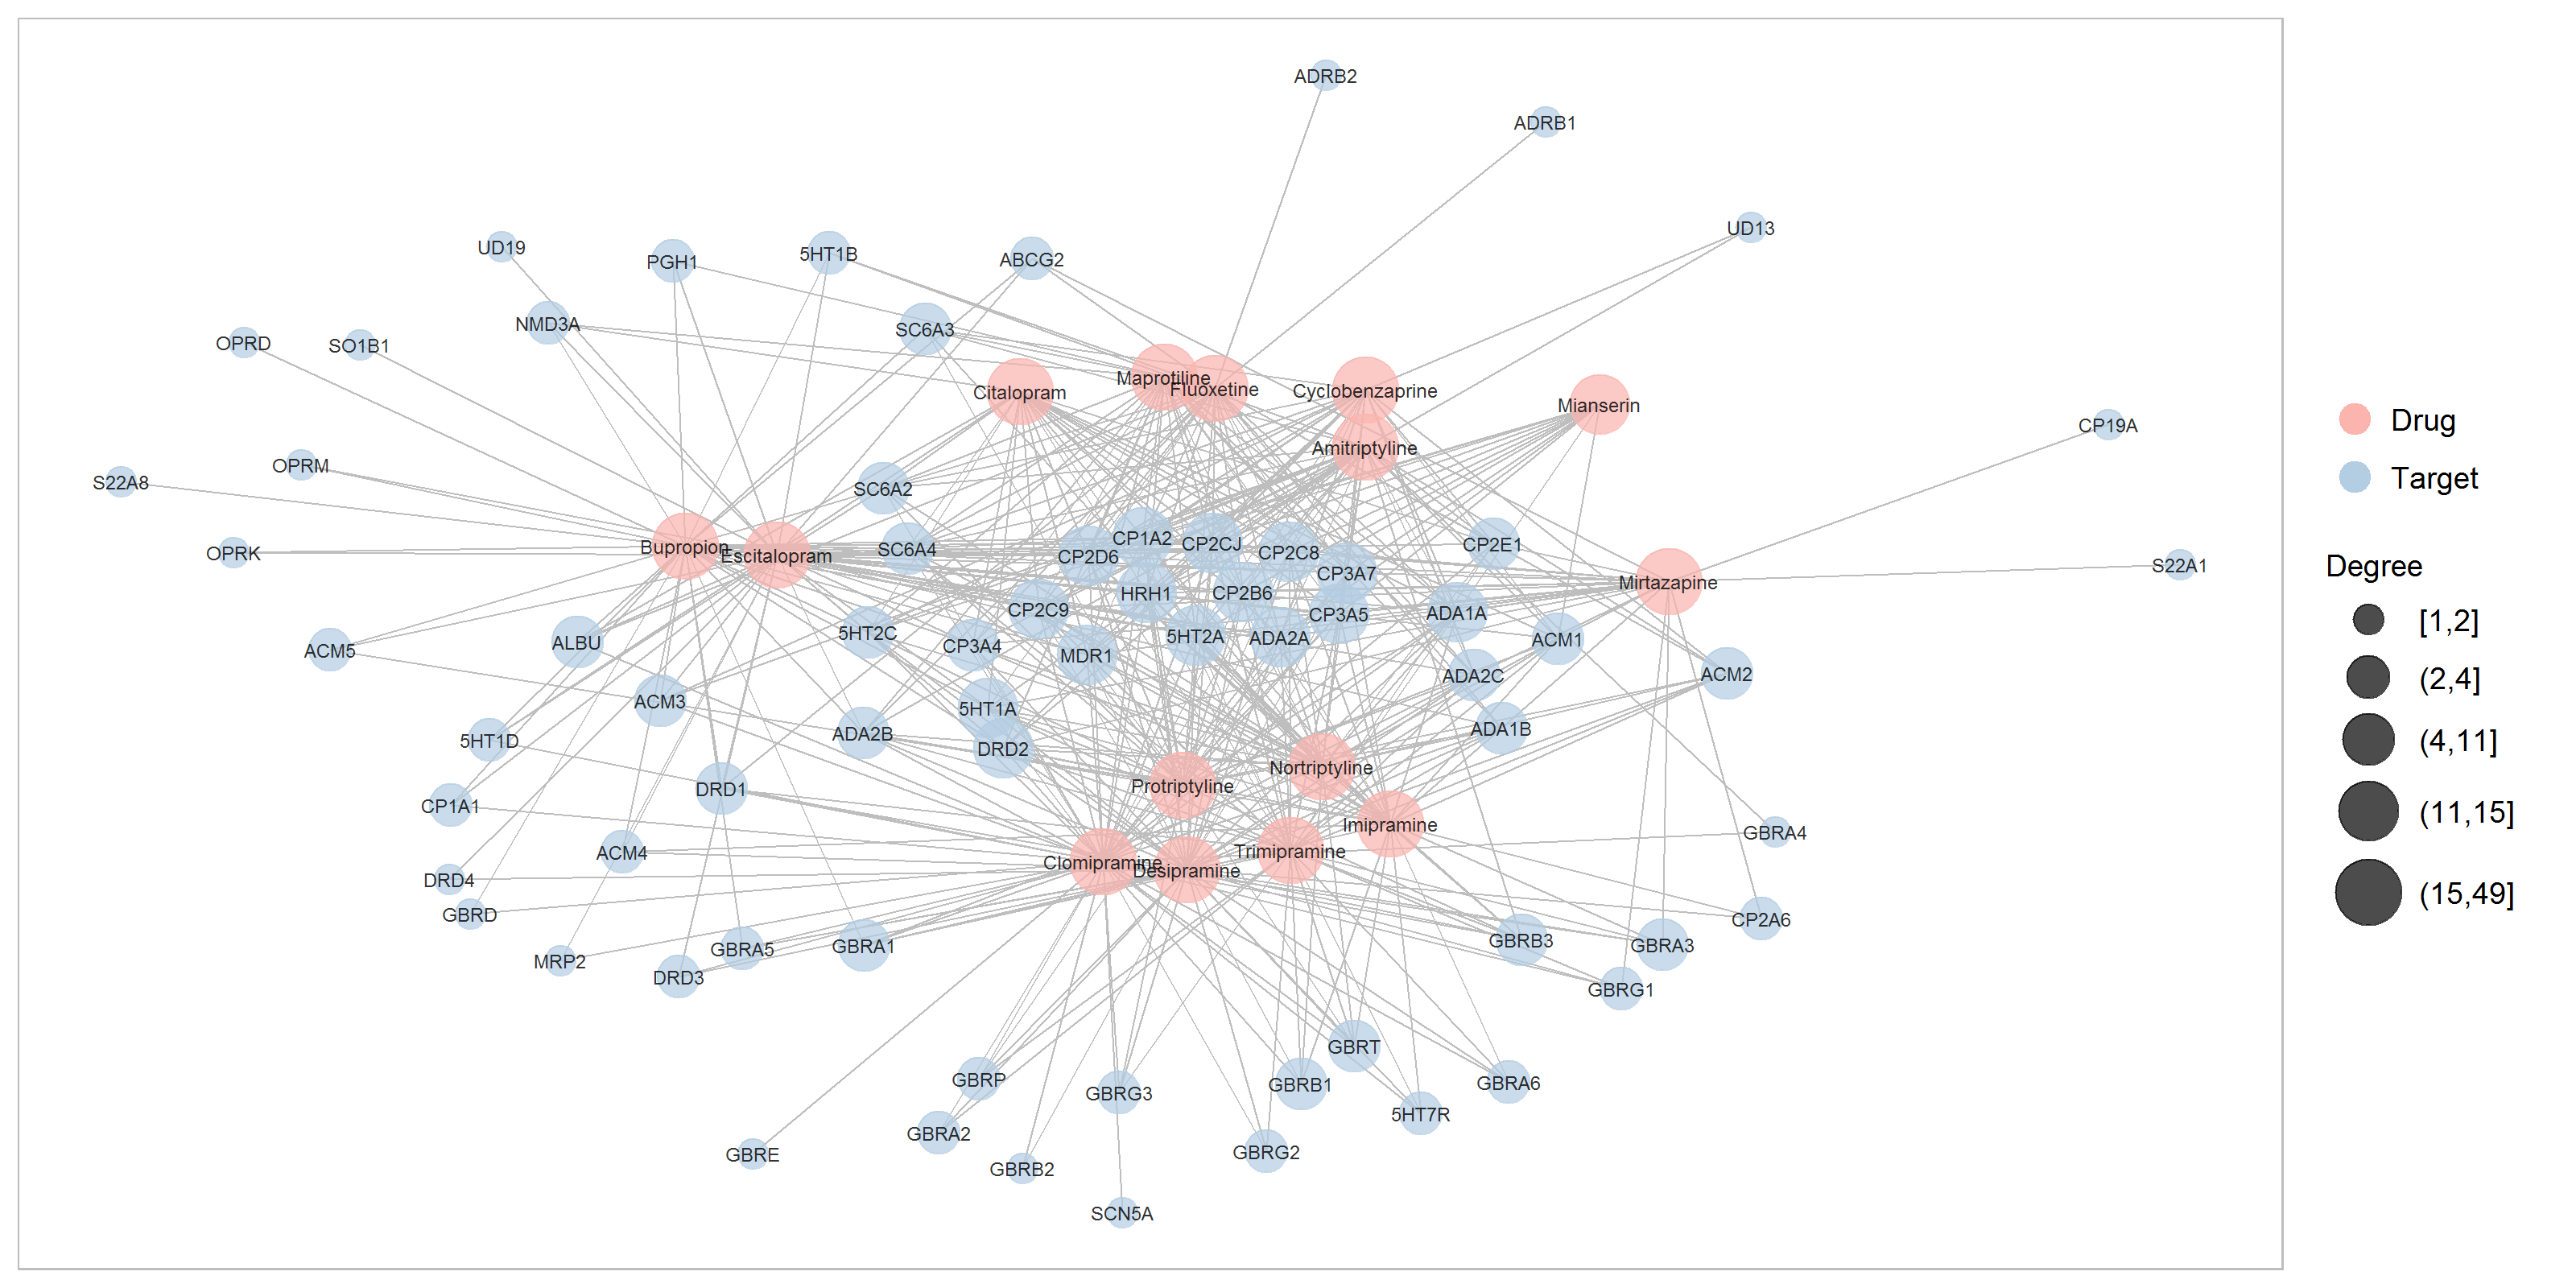 ADRB2
ADRB1
UD13
UD19
PGH1
5HT1B
ABCG2
NMD3A
SC6A3
OPRD
SO1B1
Citalopram
Maprotiline
Fluoxetine
Cyclobenzaprine
Mianserin
CP19A
Amitriptyline
OPRM
S22A8
SC6A2
OPRK
Bupropion
Escitalopram
SC6A4
CP2D6
CP1A2
CP2CJ
CP2C8
CP3A7
CP2E1
Mirtazapine
S22A1
CP2C9
HRH1
CP2B6
CP3A5
ADA1A
ACM5
ALBU
5HT2C
CP3A4
MDR1
5HT2A
ADA2A
ACM1
ADA2C
ACM2
ACM3
5HT1A
5HT1D
ADA2B
DRD2
ADA1B
DRD1
Protriptyline
Nortriptyline
CP1A1
Imipramine
GBRA4
ACM4
Clomipramine
Desipramine
Trimipramine
DRD4
GBRD
MRP2
DRD3
GBRA5
GBRA1
GBRB3
GBRA3
CP2A6
GBRG1
GBRT
GBRP
GBRG3
GBRB1
GBRA6
5HT7R
GBRA2
GBRE
GBRB2
GBRG2
SCN5A
Drug
Target
Degree
[1,2]
(2,4]
(4,11]
(11,15]
(15,49]